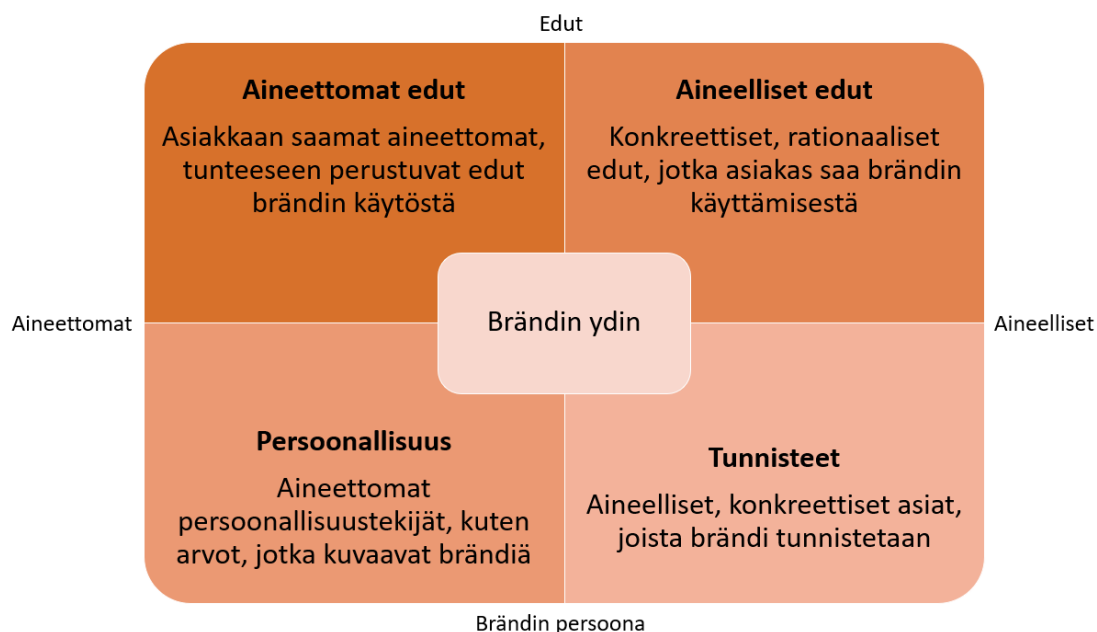 Edut
Aineettomat edut
Asiakkaan saamat aineettomat,
tunteeseen perustuvat edut
brändin käytöstä
Aineelliset edut
Konkreettiset, rationaaliset
edut, jotka asiakas saa brändin
käyttämisestä
Aineettomat
Brändin ydin
Aineelliset
Persoonallisuus
Aineettomat
persoonallisuustekijät, kuten
arvot, jotka kuvaavat brändiä
Tunnisteet
Aineelliset, konkreettiset asiat,
joista brändi tunnistetaan
Brändin persoona